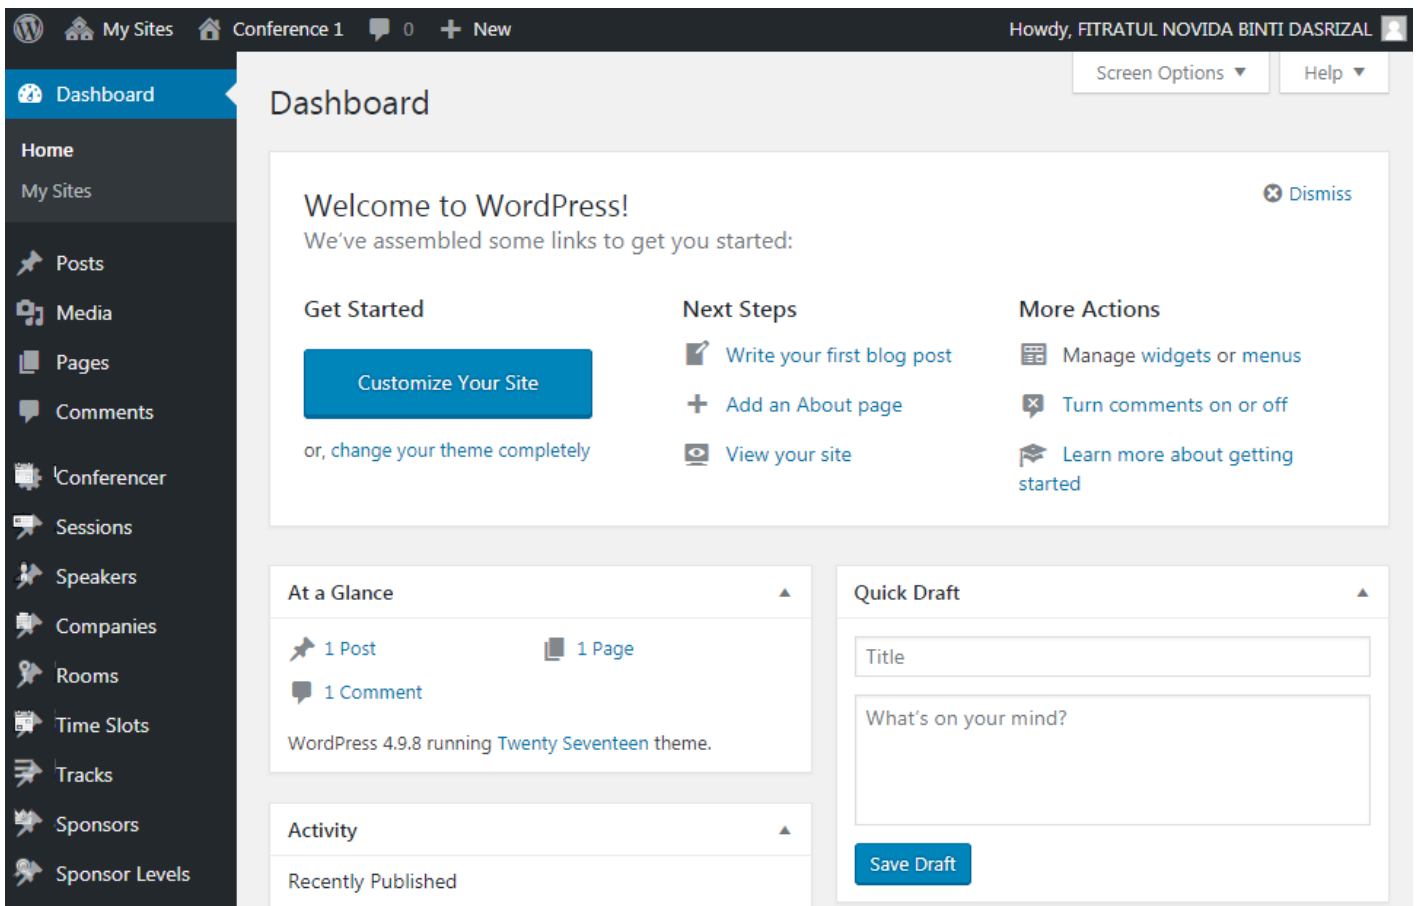 My Sites
Conference 1
0
New
Howdy, FITRATUL NOVIDA BINTI DASRIZAL
Screen Options
Help
Dashboard
Home
My Sites
Posts
Media
Pages
Comments
Conferencer
Sessions
Speakers
Companies
Rooms
Time Slots
Tracks
Sponsors
Sponsor Levels
Dashboard
Dismiss
Welcome to WordPress!
We've assembled some links to get you started:
Get Started
Customize Your Site
or, change your theme completely
Next Steps
Write your first blog post
Add an About page
View your site
More Actions
Manage widgets or menus
Turn comments on or off
Learn more about getting
started
At a Glance
1 Post
1 Page
1 Comment
WordPress 4.9.8 running Twenty Seventeen theme.
Activity
Recently Published
Quick Draft
Title
What's on your mind?
Save Draft